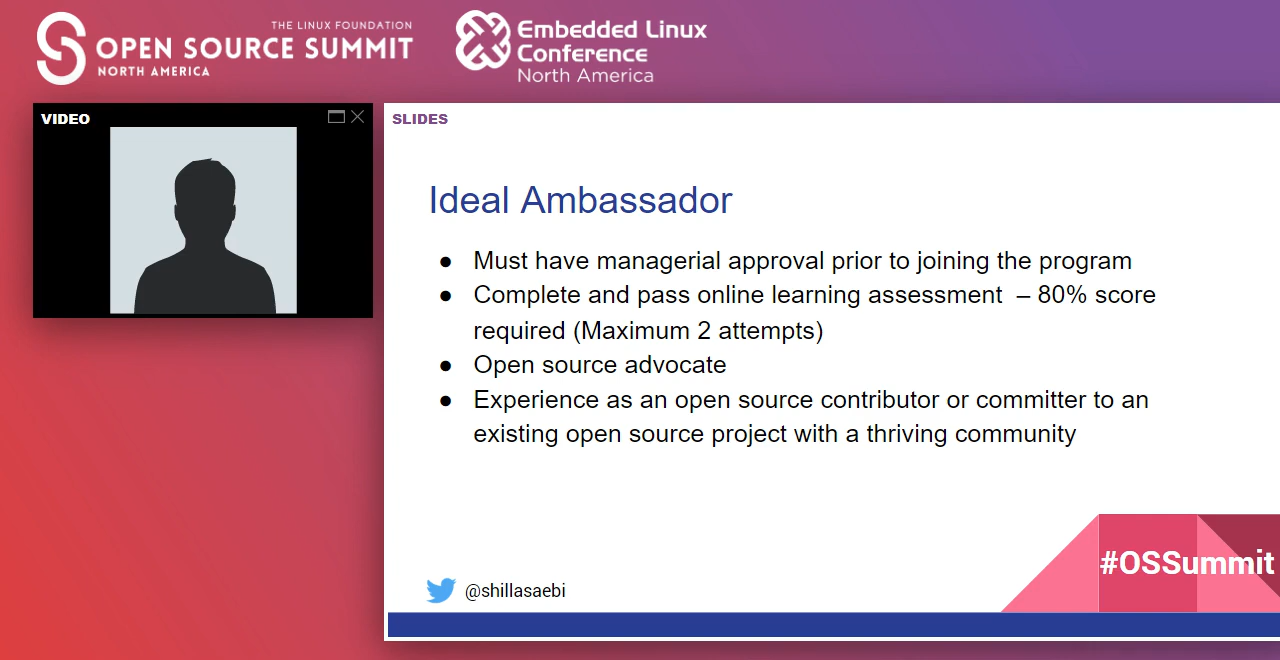 THE LINUX FOUNDATION
OPEN SOURCE SUMMIT
NORTH AMERICA
Embedded Linux
Conference
North America
VIDEO
SLIDES
Ideal Ambassador
● Must have managerial approval prior to joining the program
● Complete and pass online learning assessment – 80% score
required (Maximum 2 attempts)
● Open source advocate
● Experience as an open source contributor or committer to an
existing open source project with a thriving community
#OSSummit
@shillasaebi